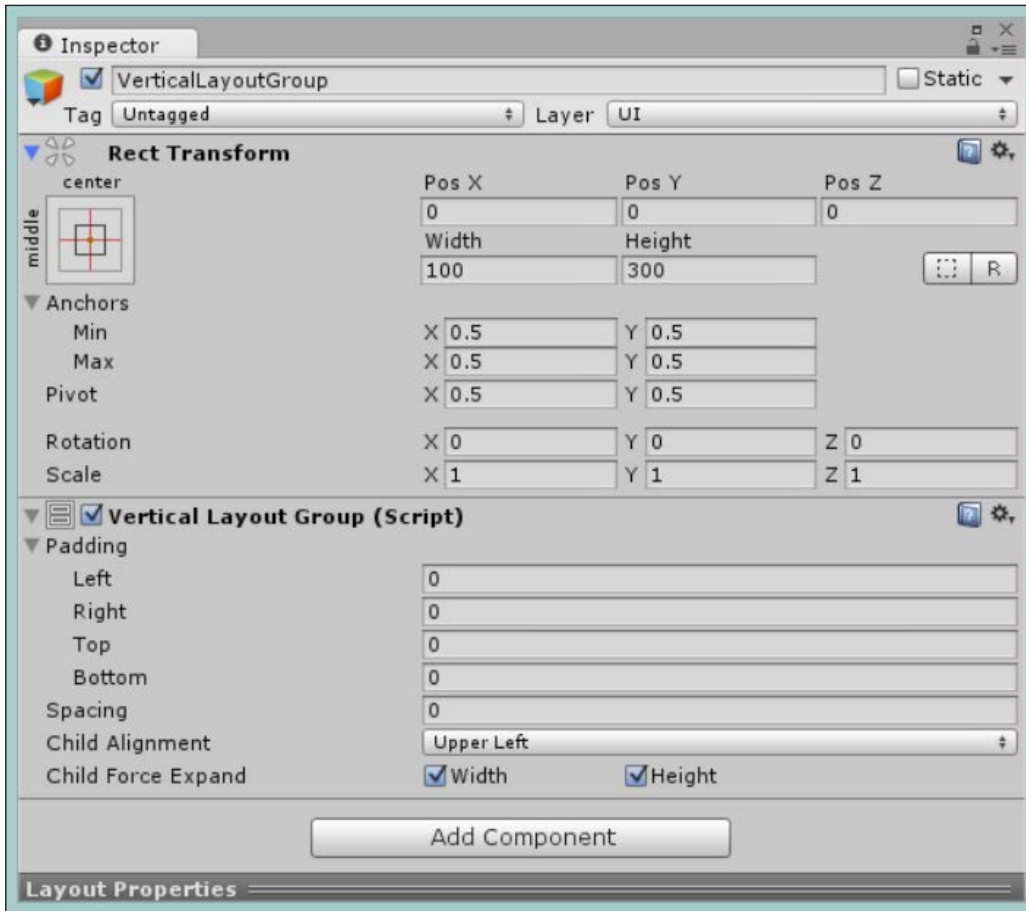 Inspector
VerticalLayoutGroup Static
Tag Untagged Layer UI
Rect Transform
center Pos X Pos Y Pos Z
middle
0 0 0
Width Height
100 300 R
Anchors
Min X 0.5 Y 0.5
Max X 0.5 Y 0.5
Pivot X 0.5 Y 0.5
Rotation X 0 Y 0 Z 0
Scale X 1 Y 1 Z 1
Vertical Layout Group (Script)
Padding
Left 0
Right 0
Top 0
Bottom 0
Spacing 0
Child Alignment Upper Left
Child Force Expand Width Height
Add Component
Layout Properties